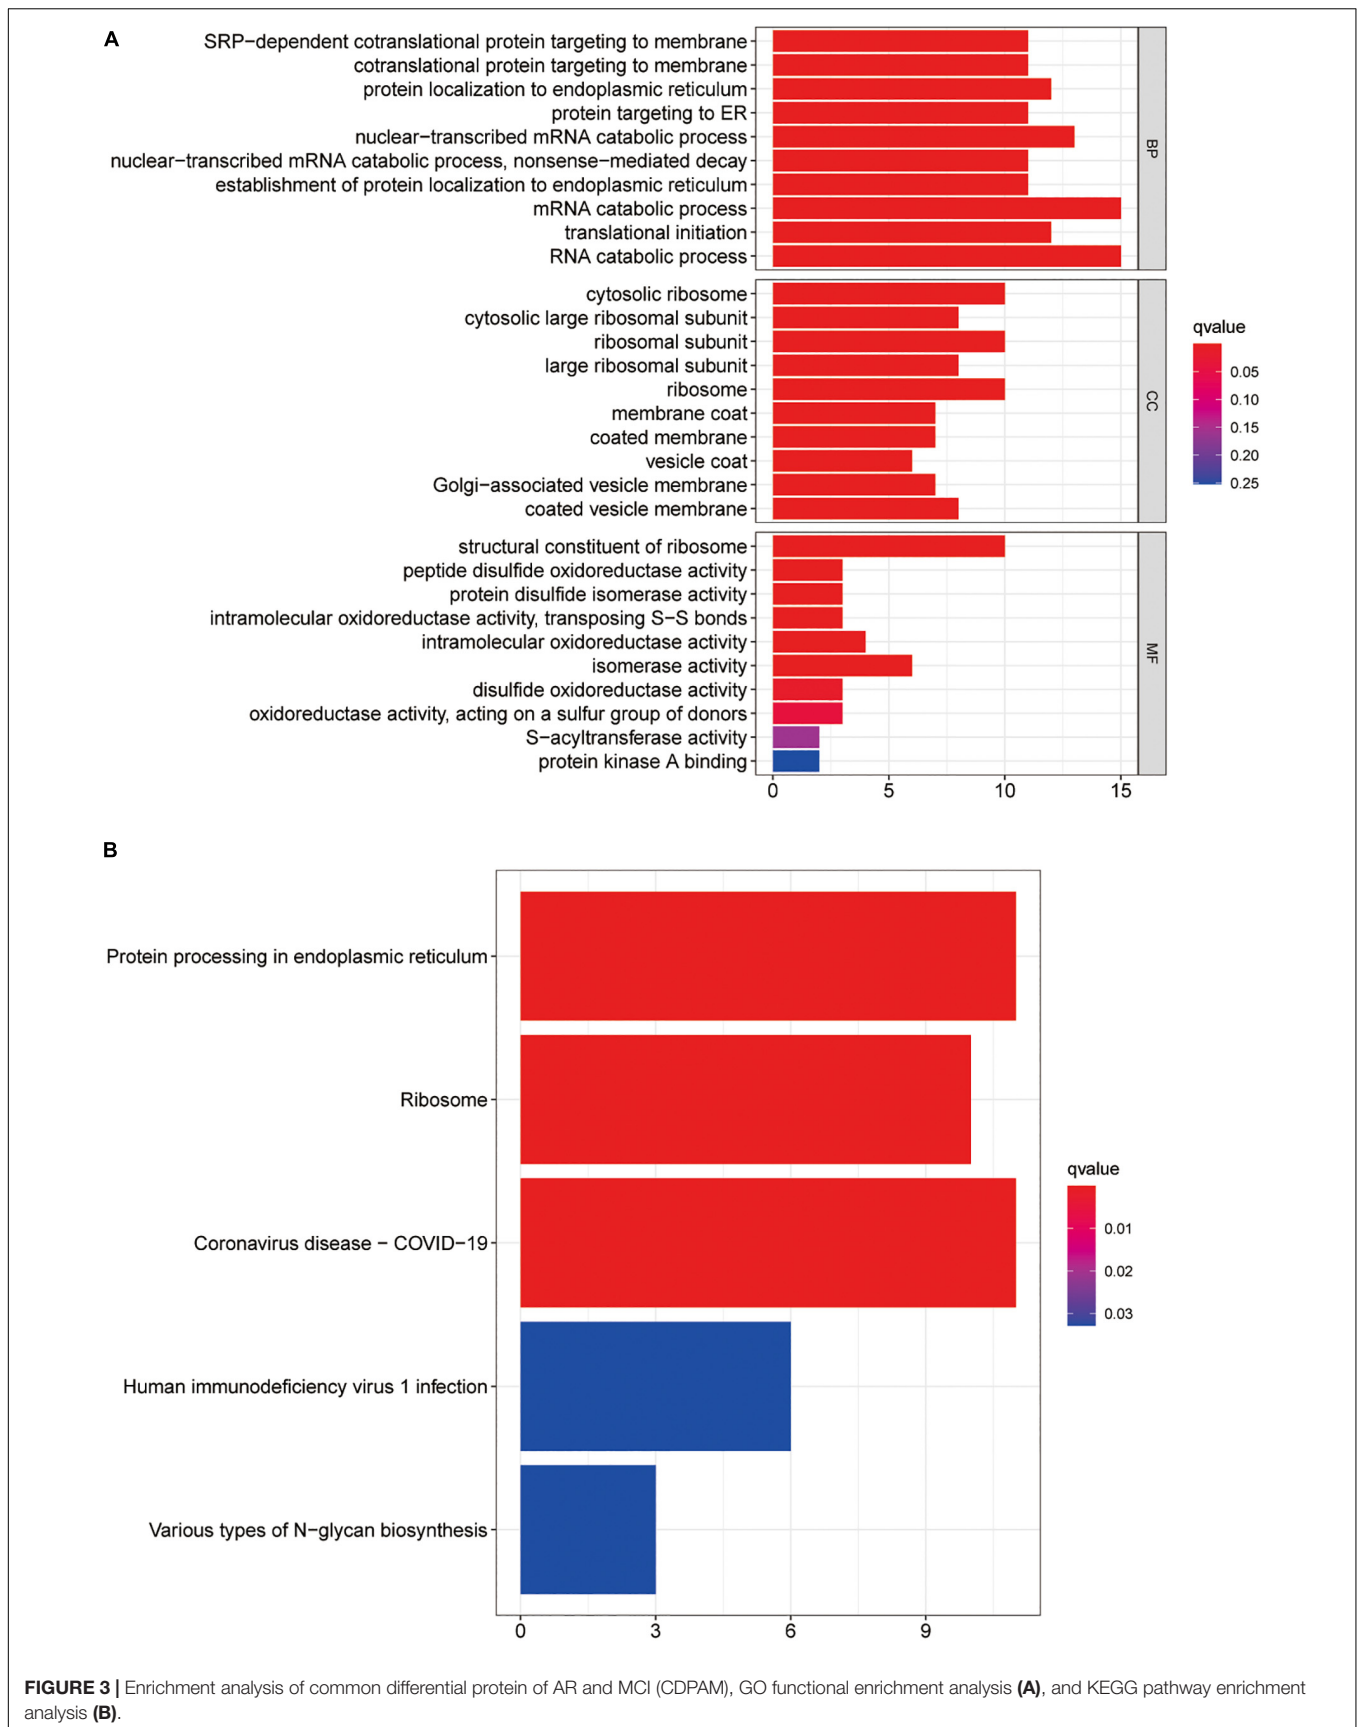 A
SRP−dependent cotranslational protein targeting to membrane
cotranslational protein targeting to membrane
protein localization to endoplasmic reticulum
protein targeting to ER
nuclear−transcribed mRNA catabolic process
nuclear−transcribed mRNA catabolic process, nonsense−mediated decay
establishment of protein localization to endoplasmic reticulum
mRNA catabolic process
translational initiation
RNA catabolic process
BP
cytosolic ribosome
cytosolic large ribosomal subunit
ribosomal subunit
large ribosomal subunit
ribosome
membrane coat
coated membrane
vesicle coat
Golgi−associated vesicle membrane
coated vesicle membrane
CC
structural constituent of ribosome
peptide disulfide oxidoreductase activity
protein disulfide isomerase activity
intramolecular oxidoreductase activity, transposing S−S bonds
intramolecular oxidoreductase activity
isomerase activity
disulfide oxidoreductase activity
oxidoreductase activity, acting on a sulfur group of donors
S−acyltransferase activity
protein kinase A binding
MF
0 5 10 15
qvalue
0.05
0.10
0.15
0.20
0.25
B
Protein processing in endoplasmic reticulum
Ribosome
Coronavirus disease − COVID−19
Human immunodeficiency virus 1 infection
Various types of N−glycan biosynthesis
0 3 6 9
qvalue
0.01
0.02
0.03
FIGURE 3 | Enrichment analysis of common differential protein of AR and MCI (CDPAM), GO functional enrichment analysis (A), and KEGG pathway enrichment
analysis (B).